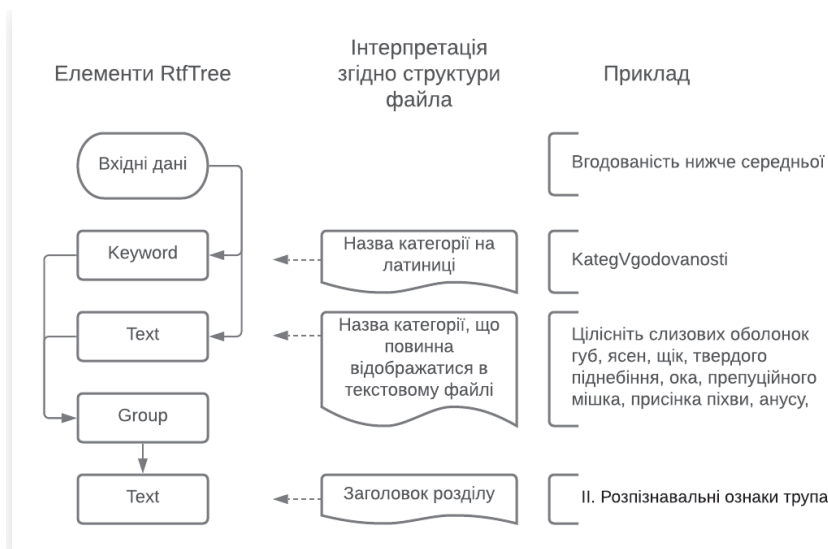 Елементи RtfTree
Інтерпретація
згідно структури
файла
Приклад
Вхідні дані
Вгодованість нижче середньої
Keyword
Назва категорії на
латиниці
KategVgodovanosti
Text
Назва категорії, що
повинна
відображатися в
текстовому файлі
Цілісніть слизових оболонок
губ, ясен, щік, твердого
піднебіння, ока, препуційного
мішка, присінка піхви, анусу,
Group
Text
Заголовок розділу
II. Розпізнавальні ознаки трупа